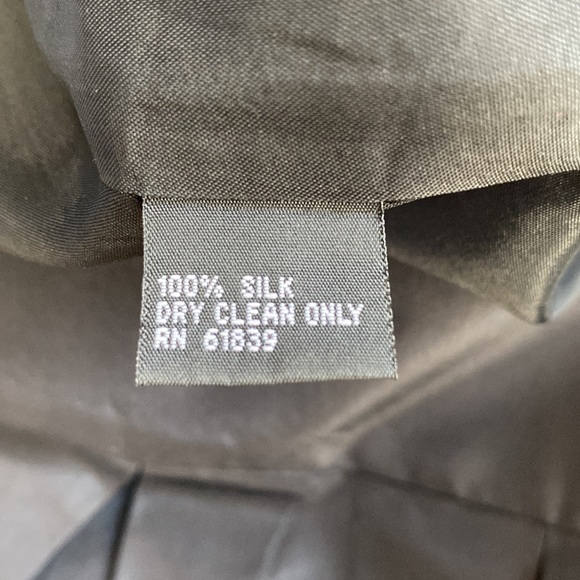 100% SILK
DRY CLEAN ONLY
RN 61839